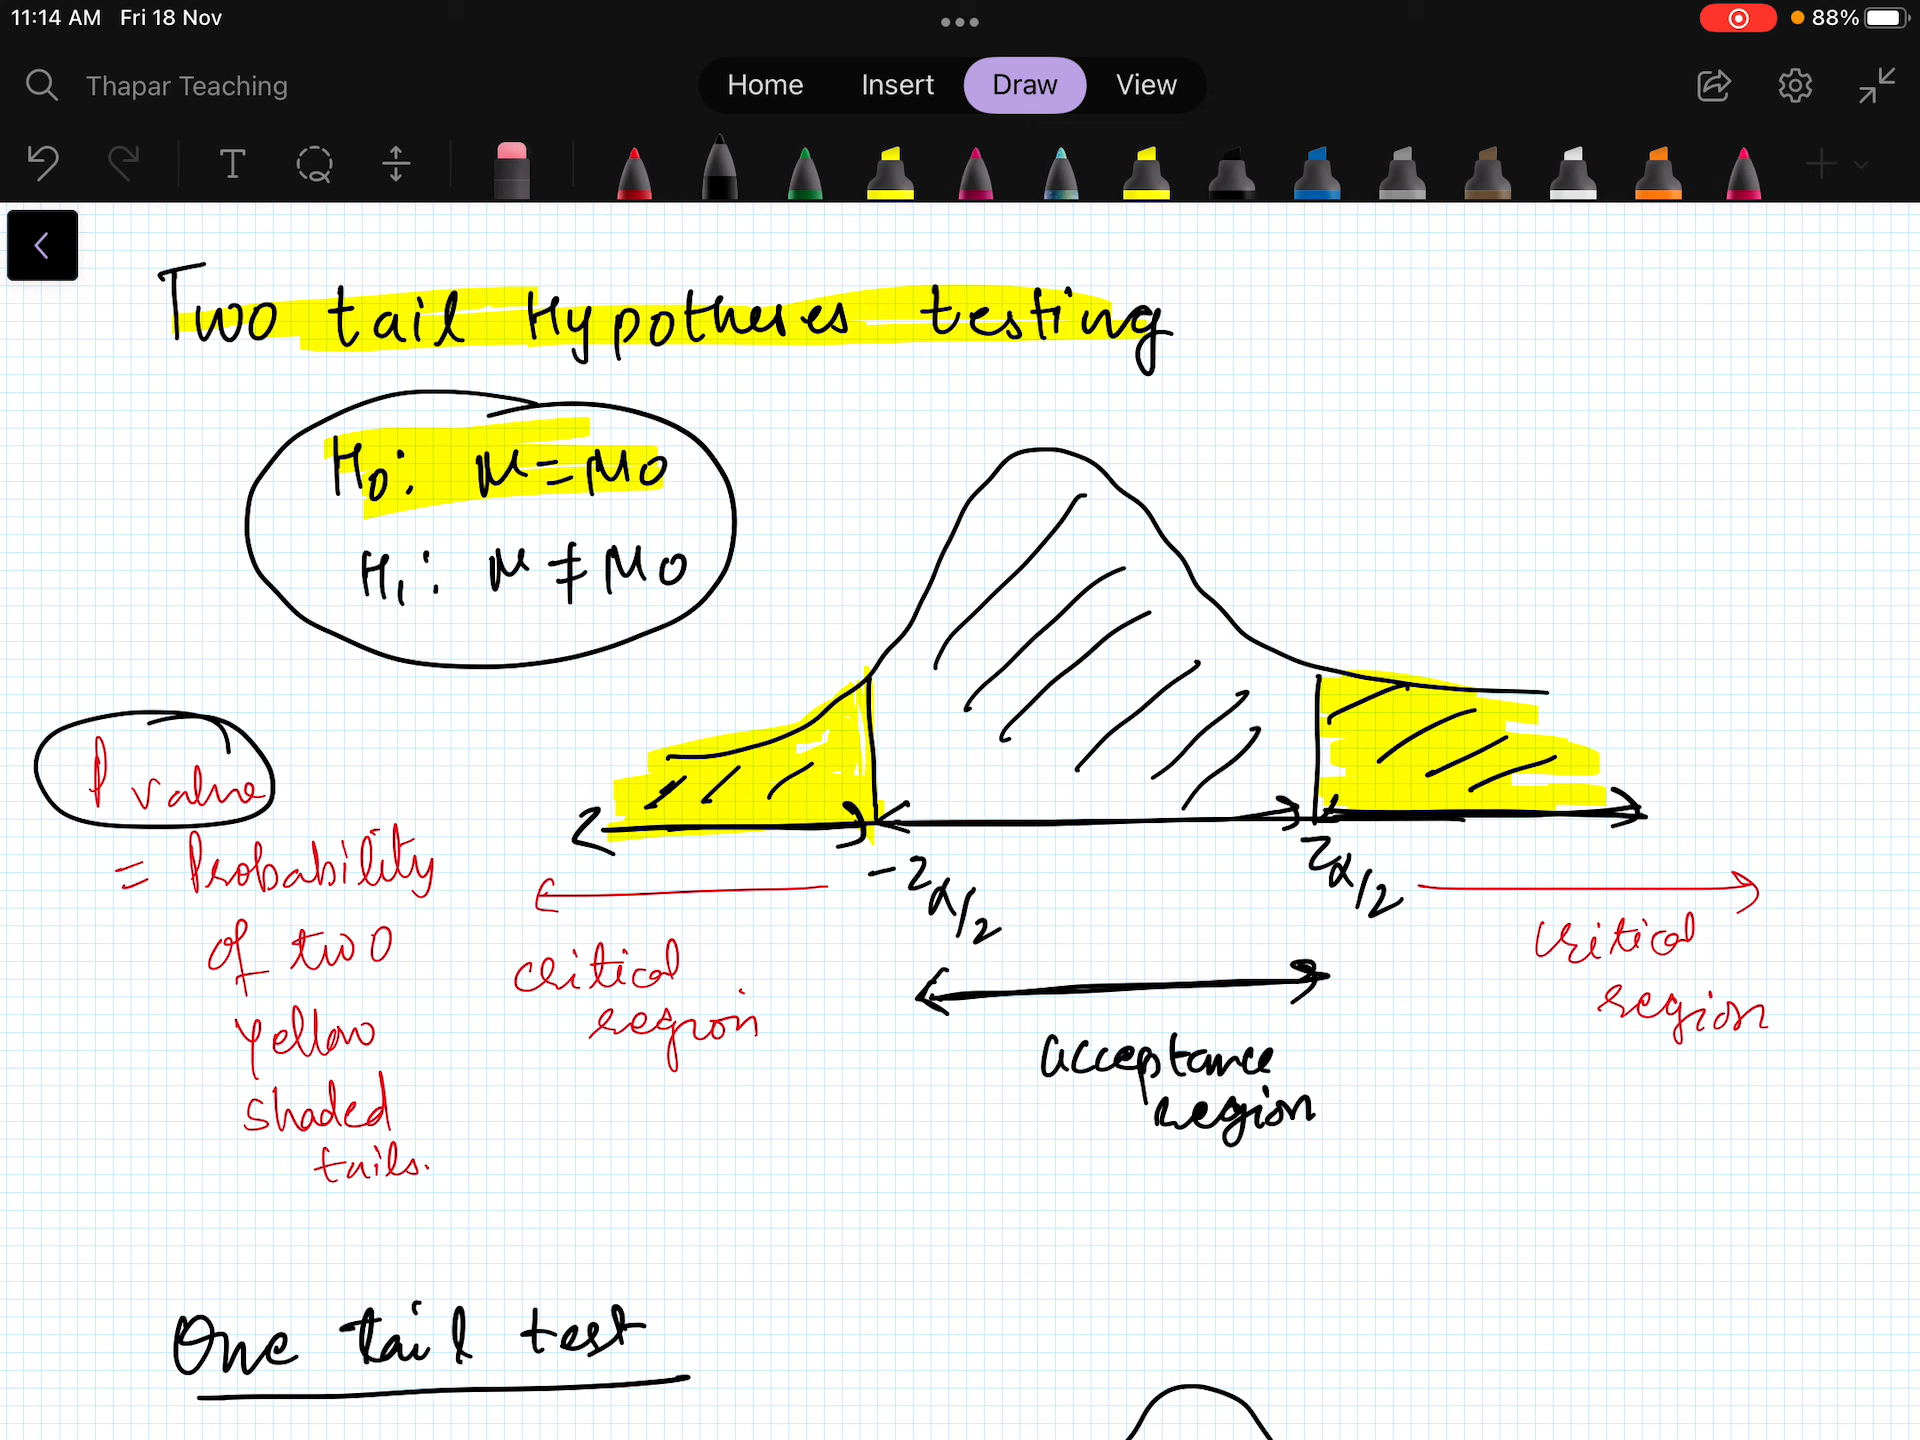 11:14 AM Fri 18 Nov
88%
Thapar Teaching
Home Insert Draw View
T
Two tail Hypotheses testing
H0: μ = μ0
H1: μ ≠ μ0
P value
= Probability
of two
yellow
shaded
tails.
-Zα/2
Zα/2
critical
region
critical
region
acceptance
region
One tail test